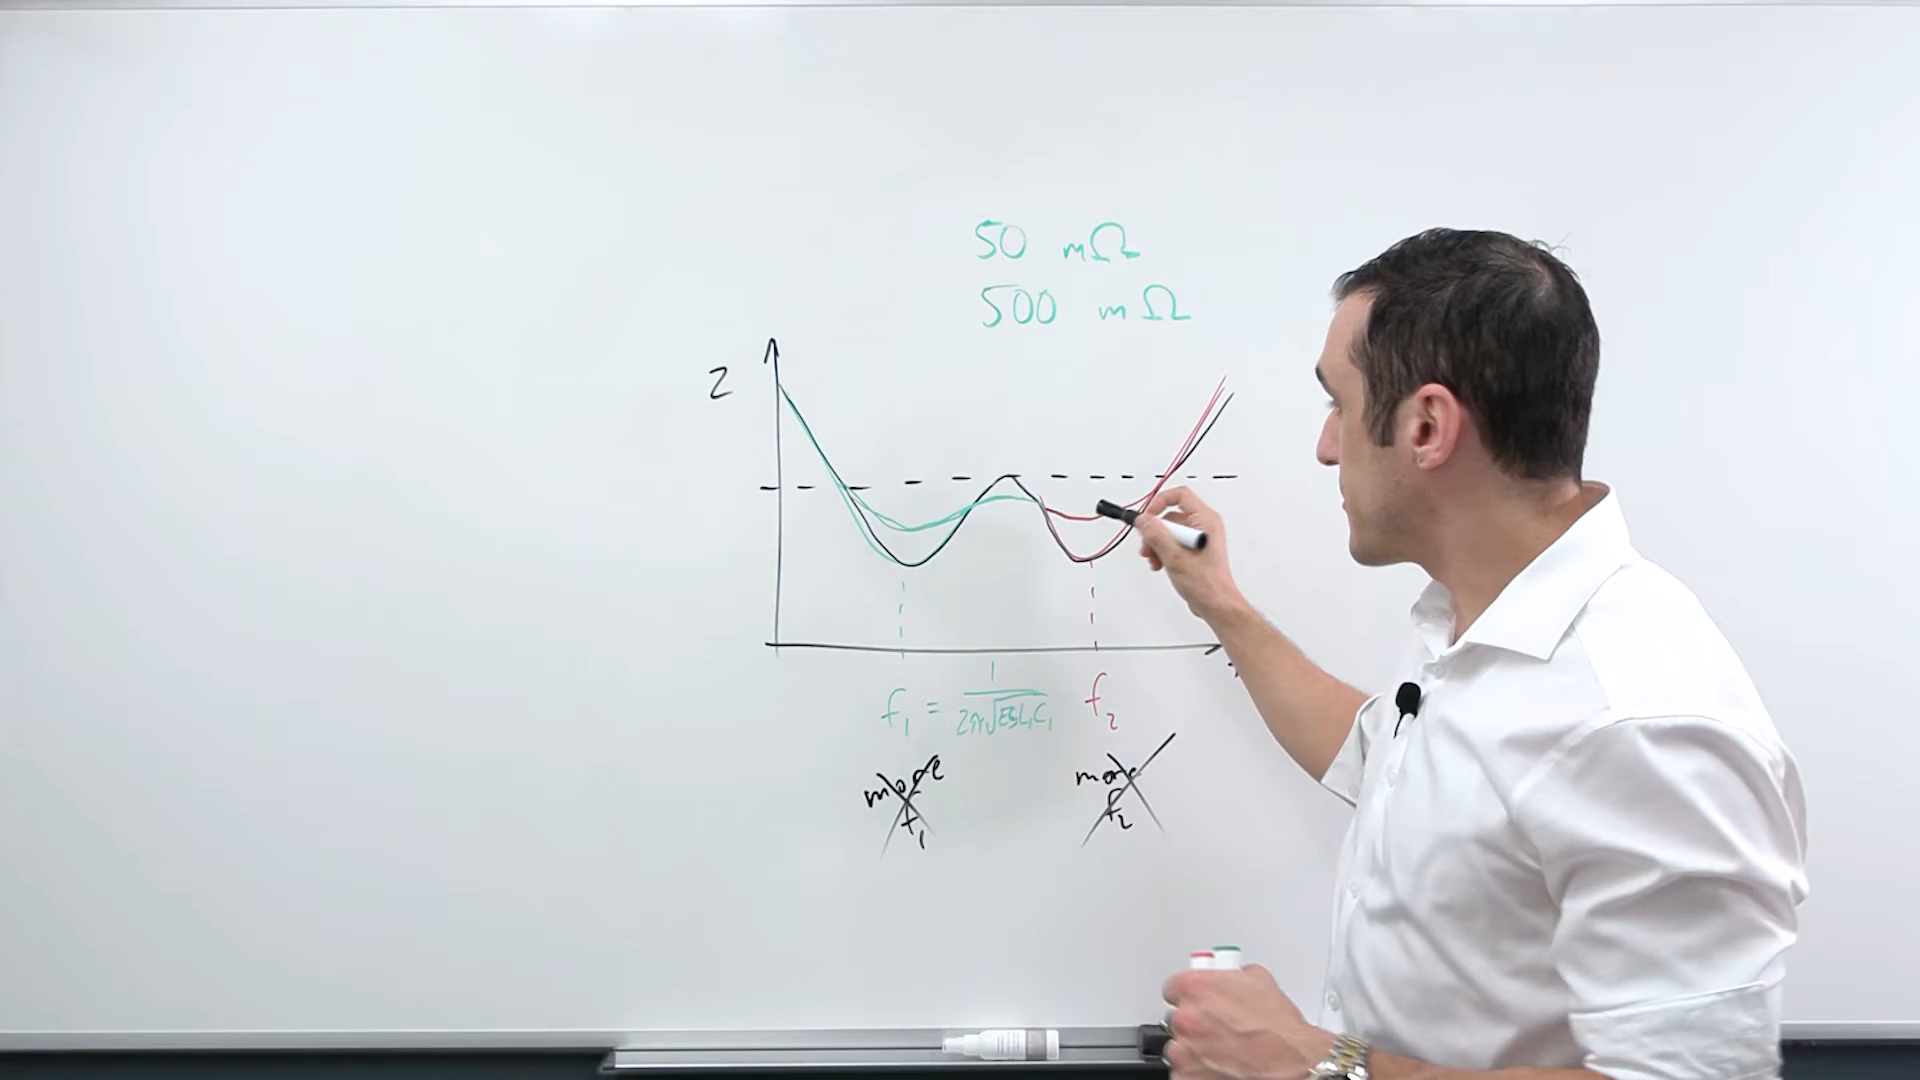 50 mΩ
500 mΩ
Z
f₁ = 1/2π√ESL₁C₁
f₂
more
f₁
more
f₂